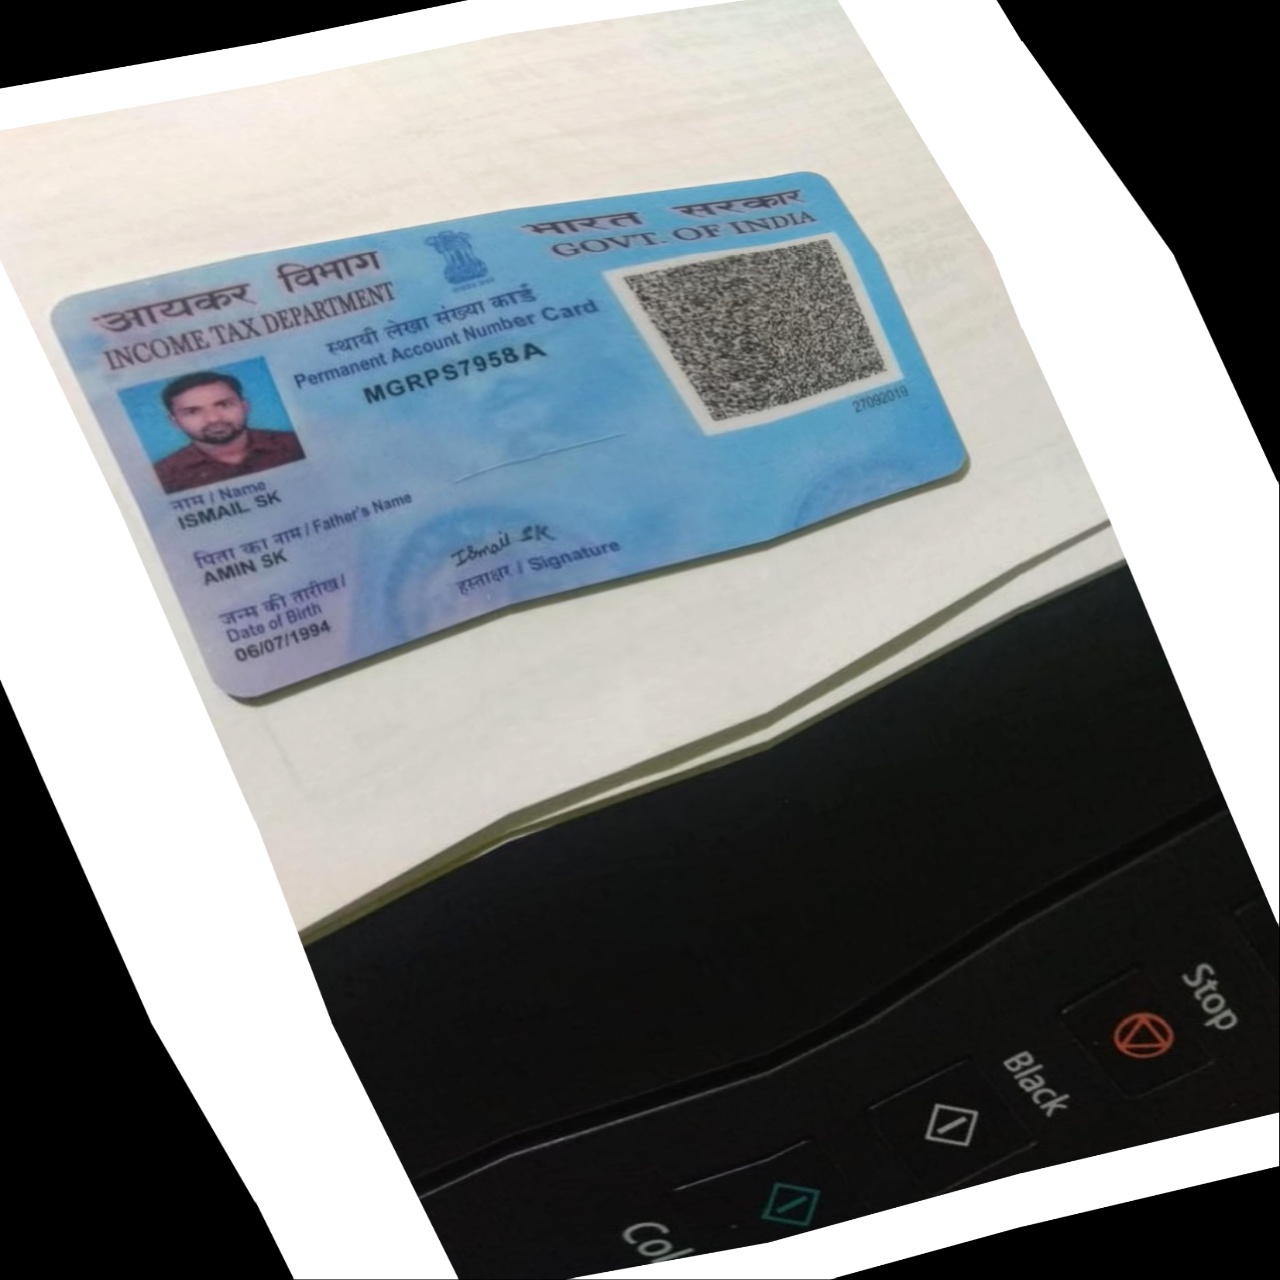 आयकर विभाग
INCOME TAX DEPARTMENT
भारत सरकार
GOVT. OF INDIA
स्थायी लेखा संख्या कार्ड
Permanent Account Number Card
MGRPS7958A
27092019
नाम / Name
ISMAIL SK
पिता का नाम / Father's Name
AMIN SK
जन्म की तारीख /
Date of Birth
06/07/1994
Ismail SK
हस्ताक्षर / Signature
Stop
Black
Col